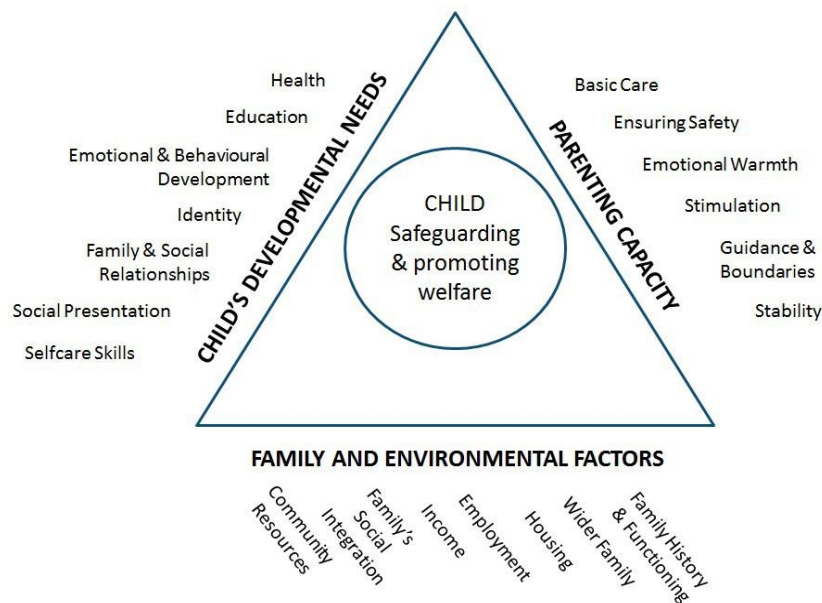 Health
Education
Emotional & Behavioural
Development
Identity
Family & Social
Relationships
Social Presentation
Selfcare Skills
CHILD'S DEVELOPMENTAL NEEDS
CHILD
Safeguarding
& promoting
welfare
PARENTING CAPACITY
Basic Care
Ensuring Safety
Emotional Warmth
Stimulation
Guidance &
Boundaries
Stability
FAMILY AND ENVIRONMENTAL FACTORS
Community
Resources
Family's
Social
Integration
Income
Employment
Housing
Wider Family
Family History
& Functioning